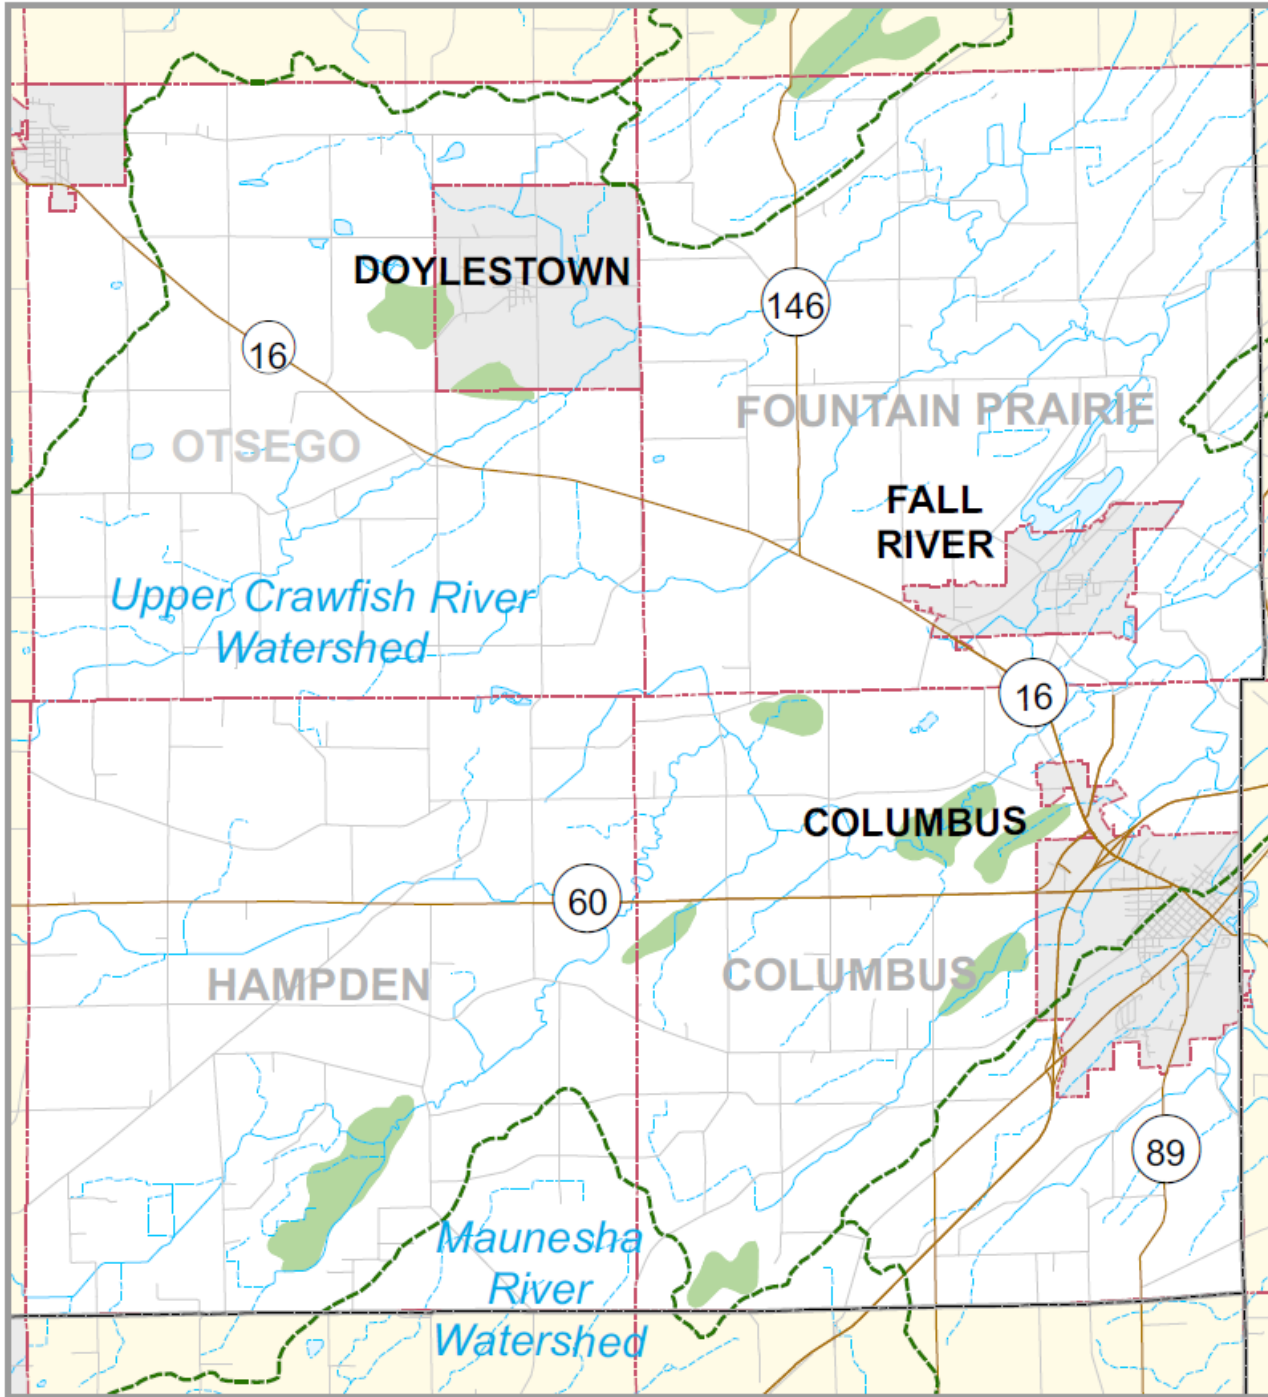 DOYLESTOWN
146
16
FOUNTAIN PRAIRIE
OTSEGO
FALL
RIVER
Upper Crawfish River
Watershed
16
COLUMBUS
60
HAMPDEN
COLUMBUS
89
Maunesha
River
Watershed